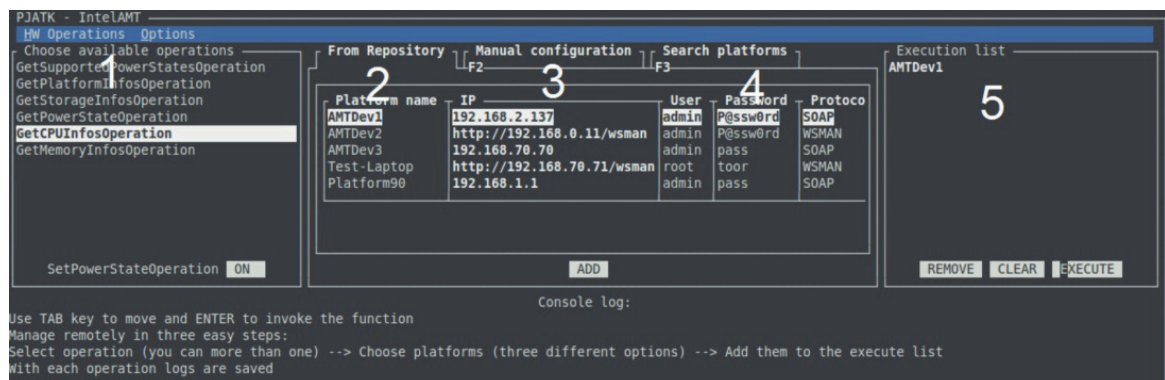 PJATK - IntelAMT
HW Operations Options
Choose available operations
GetSupportedPowerStatesOperation
GetPlatformInfosOperation
GetStorageInfosOperation
GetPowerStateOperation
GetCPUInfosOperation
GetMemoryInfosOperation
1
SetPowerStateOperation ON
From Repository Manual configuration Search platforms
F2 F3
2 3 4
Platform name IP User Password Protoco
AMTDev1 192.168.2.137 admin P@ssw0rd SOAP
AMTDev2 http://192.168.0.11/wsman admin P@ssw0rd WSMAN
AMTDev3 192.168.70.70 admin pass SOAP
Test-Laptop http://192.168.70.71/wsman root toor WSMAN
Platform90 192.168.1.1 admin pass SOAP
ADD
Execution list
AMTDev1
5
REMOVE CLEAR EXECUTE
Console log:
Use TAB key to move and ENTER to invoke the function
Manage remotely in three easy steps:
Select operation (you can more than one) --> Choose platforms (three different options) --> Add them to the execute list
With each operation logs are saved